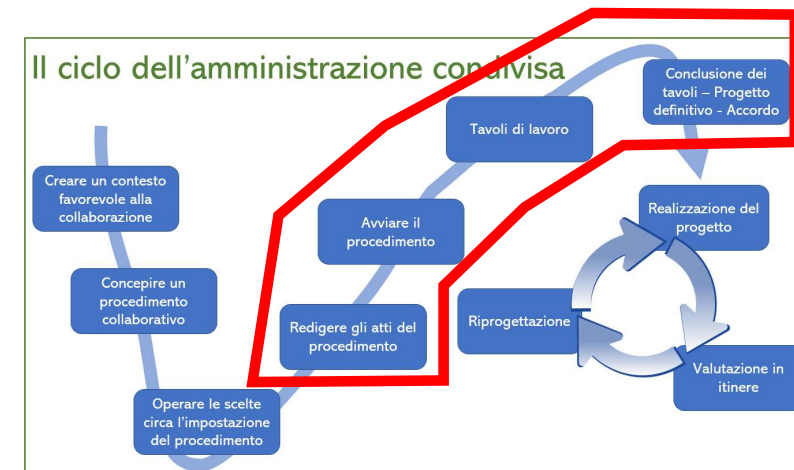 Il ciclo dell'amministrazione condivisa
Creare un contesto
favorevole alla
collaborazione
Concepire un
procedimento
collaborativo
Operare le scelte
circa l'impostazione
del procedimento
Redigere gli atti del
procedimento
Avviare il
procedimento
Tavoli di lavoro
Conclusione dei
tavoli – Progetto
definitivo - Accordo
Realizzazione del
progetto
Valutazione in
itinere
Riprogettazione